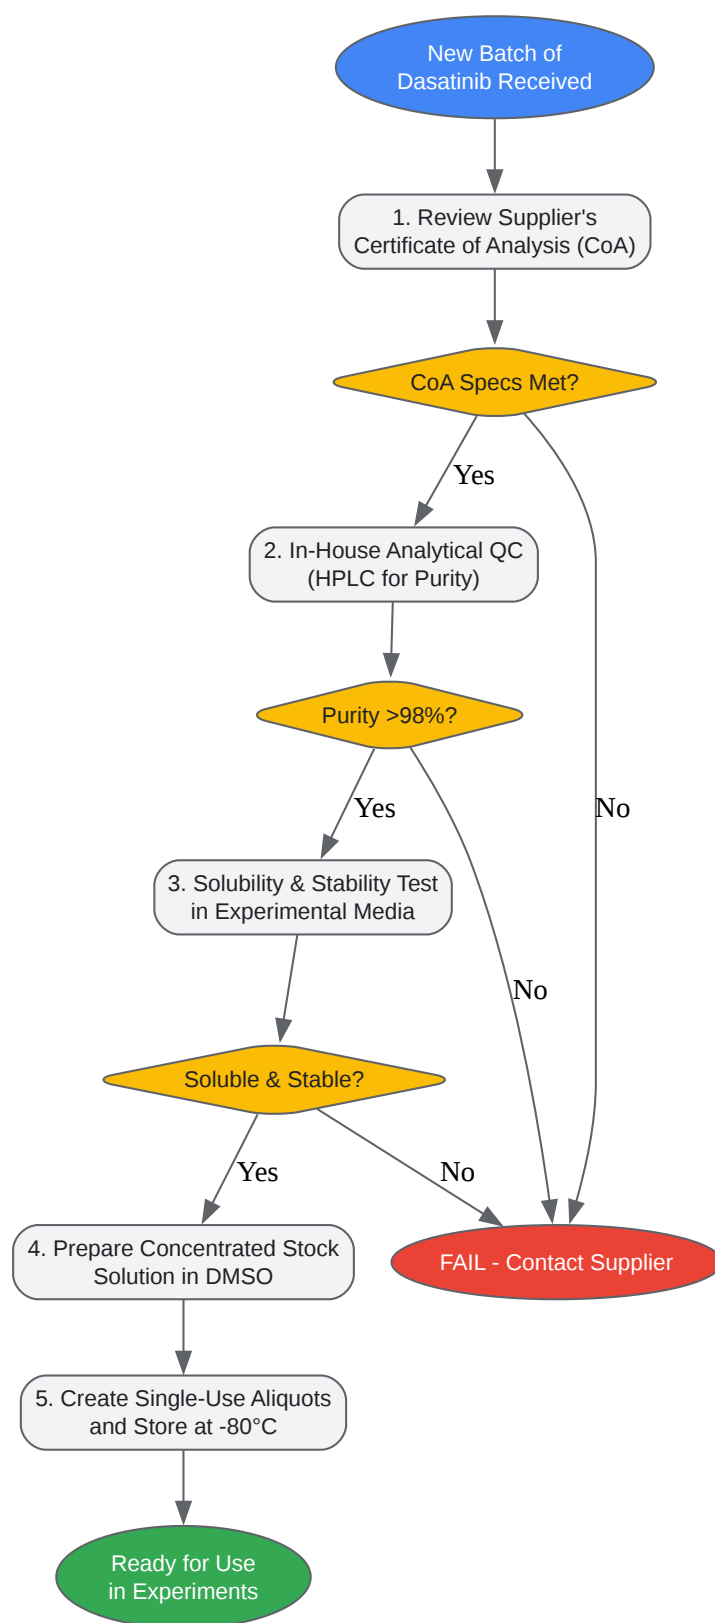 New Batch of
Dasatinib Received
1. Review Supplier's
Certificate of Analysis (CoA)
CoA Specs Met?
Yes
2. In-House Analytical QC
(HPLC for Purity)
Purity >98%?
Yes
No
3. Solubility & Stability Test
in Experimental Media
No
Soluble & Stable?
Yes
No
4. Prepare Concentrated Stock
Solution in DMSO
FAIL - Contact Supplier
5. Create Single-Use Aliquots
and Store at -80°C
Ready for Use
in Experiments